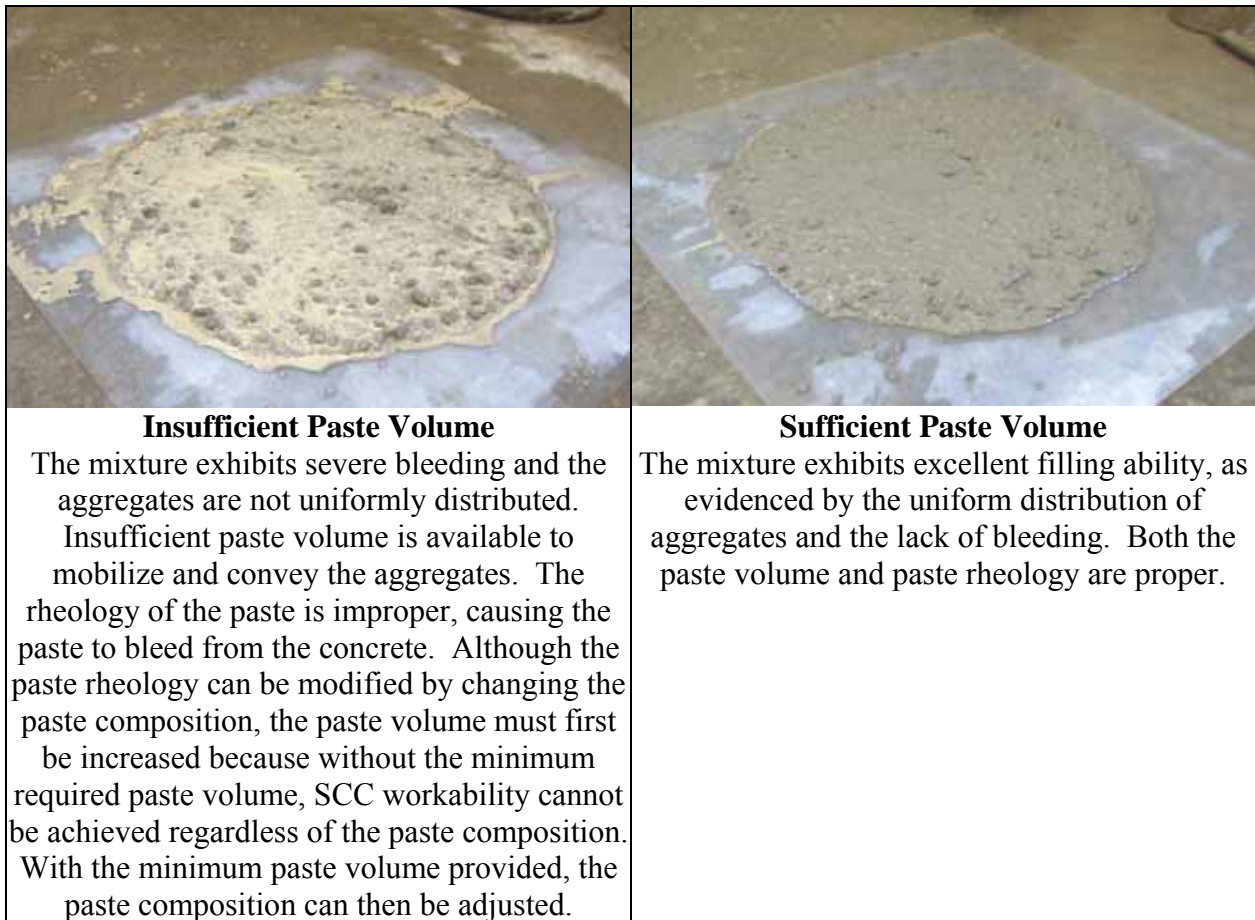 Insufficient Paste Volume
The mixture exhibits severe bleeding and the
aggregates are not uniformly distributed.
Insufficient paste volume is available to
mobilize and convey the aggregates.  The
rheology of the paste is improper, causing the
paste to bleed from the concrete.  Although the
paste rheology can be modified by changing the
paste composition, the paste volume must first
be increased because without the minimum
required paste volume, SCC workability cannot
be achieved regardless of the paste composition.
With the minimum paste volume provided, the
paste composition can then be adjusted.
Sufficient Paste Volume
The mixture exhibits excellent filling ability, as
evidenced by the uniform distribution of
aggregates and the lack of bleeding.  Both the
paste volume and paste rheology are proper.